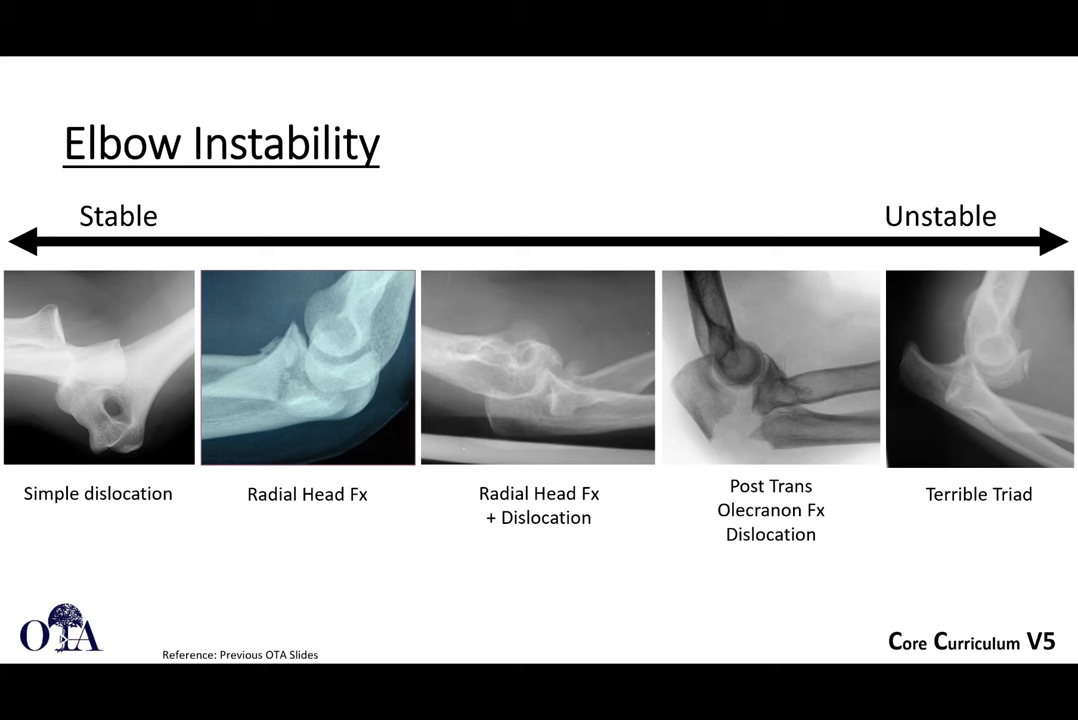 Elbow Instability
Stable
Unstable
Simple dislocation
Radial Head Fx
Radial Head Fx
+ Dislocation
Post Trans
Olecranon Fx
Dislocation
Terrible Triad
OTA
Reference: Previous OTA Slides
Core Curriculum V5